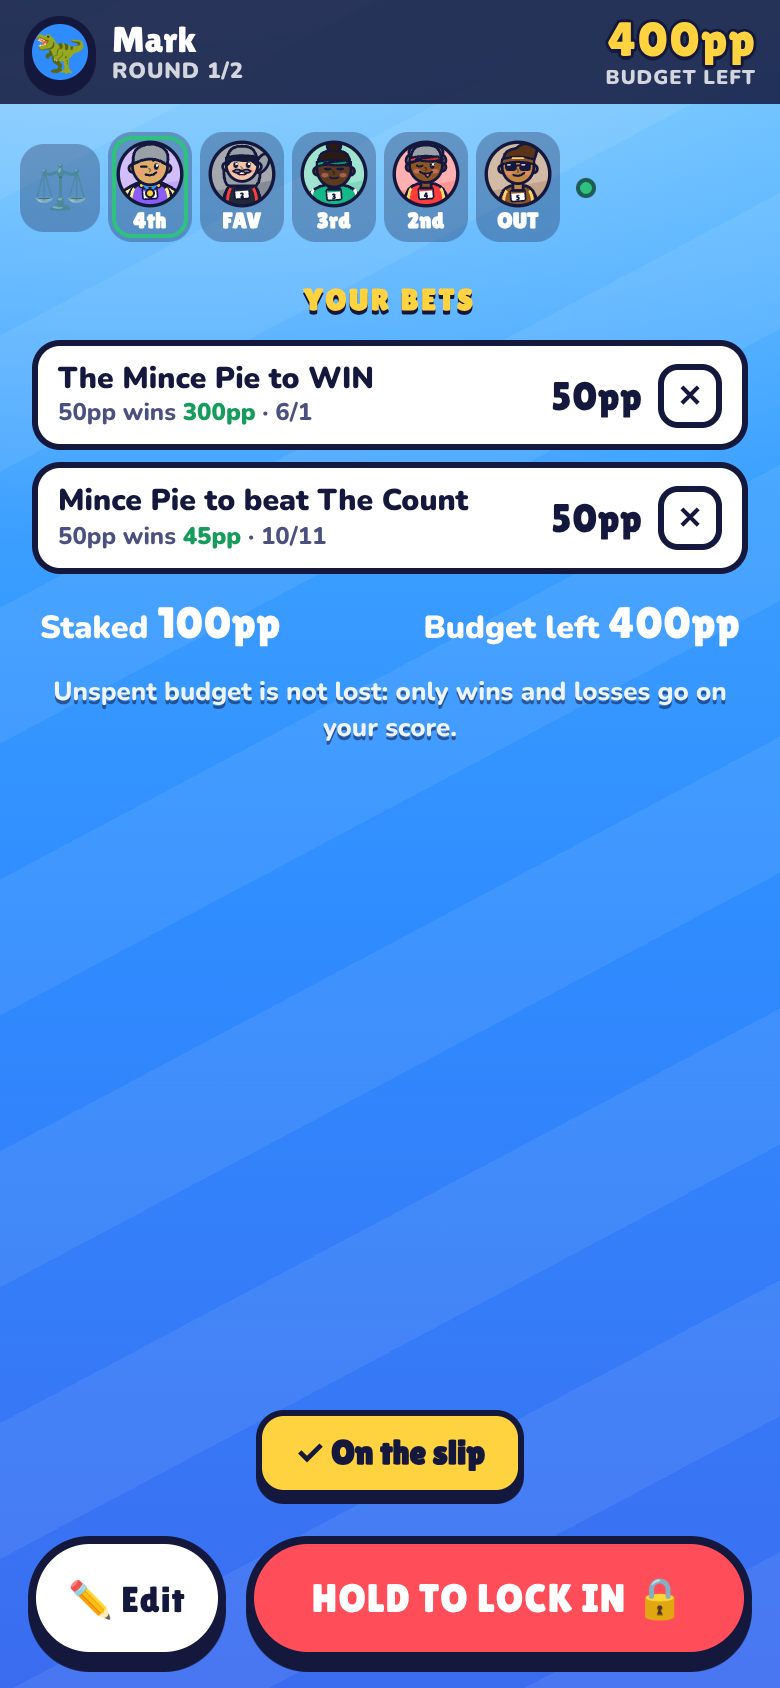 Mark
ROUND 1/2
400pp
BUDGET LEFT
4th
FAV
3rd
2nd
OUT
YOUR BETS
The Mince Pie to WIN
50pp wins 300pp · 6/1
50pp
×
Mince Pie to beat The Count
50pp wins 45pp · 10/11
50pp
×
Staked 100pp
Budget left 400pp
Unspent budget is not lost: only wins and losses go on
your score.
✓ On the slip
✏️ Edit
HOLD TO LOCK IN 🔒